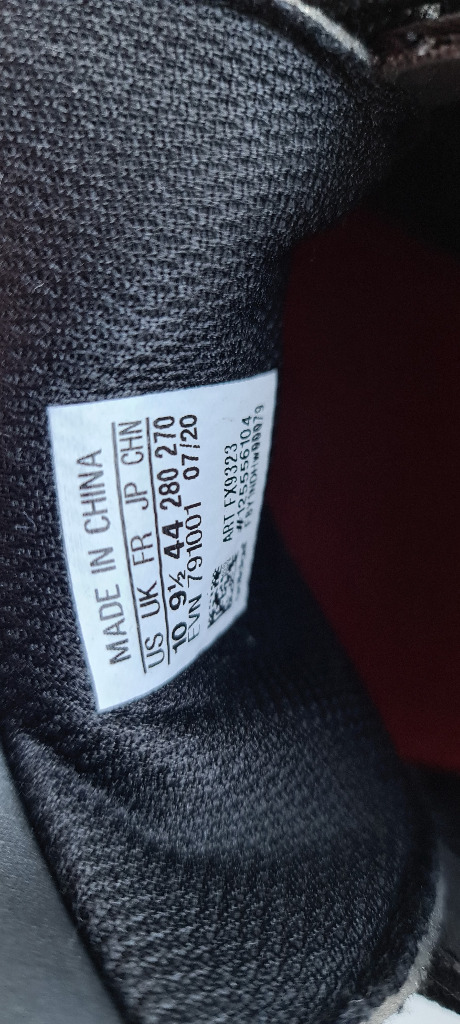 MADE IN CHINA
US UK FR JP CHN
10 9½ 44 280 270
EVN 791001 07/20
ART FX9323
#125556104